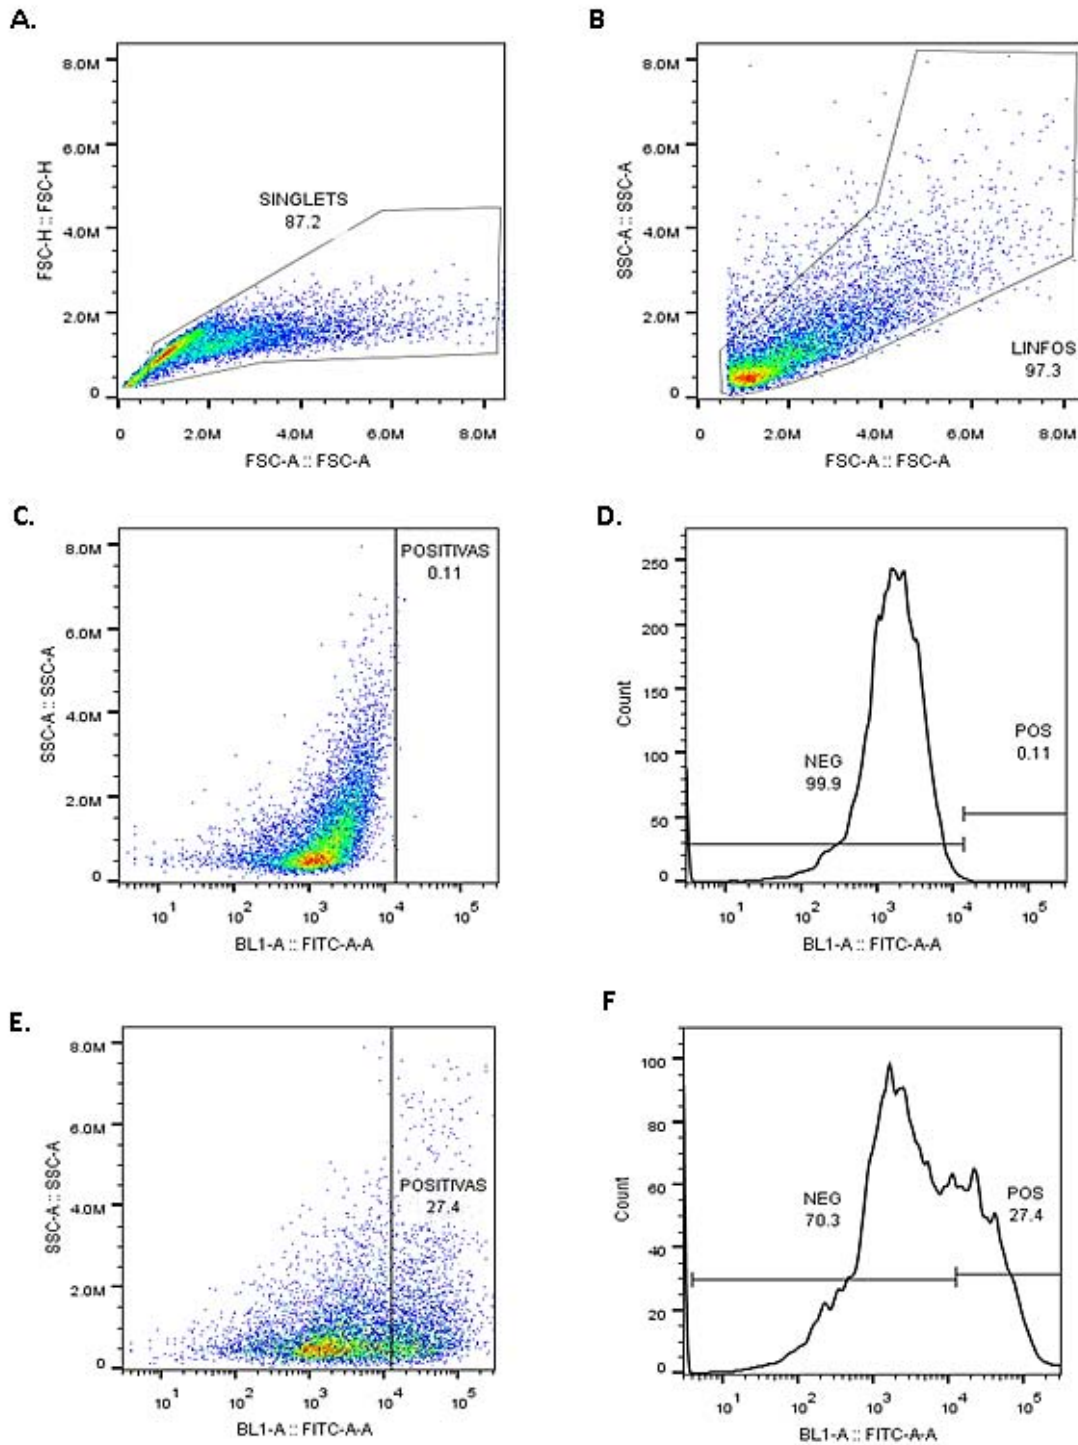 A.
8.0M
6.0M
4.0M
2.0M
0
FSC-H :: FSC-H
SINGLETS
87.2
0 2.0M 4.0M 6.0M 8.0M
FSC-A :: FSC-A
B
8.0M
6.0M
4.0M
2.0M
0
SSC-A :: SSC-A
LINFOS
97.3
0 2.0M 4.0M 6.0M 8.0M
FSC-A :: FSC-A
C.
8.0M
6.0M
4.0M
2.0M
0
SSC-A :: SSC-A
POSITIVAS
0.11
10¹ 10² 10³ 10⁴ 10⁵
BL1-A :: FITC-A-A
D.
250
200
150
100
50
0
Count
NEG
99.9
POS
0.11
10¹ 10² 10³ 10⁴ 10⁵
BL1-A :: FITC-A-A
E.
8.0M
6.0M
4.0M
2.0M
0
SSC-A :: SSC-A
POSITIVAS
27.4
10¹ 10² 10³ 10⁴ 10⁵
BL1-A :: FITC-A-A
F
100
80
60
40
20
0
Count
NEG
70.3
POS
27.4
10¹ 10² 10³ 10⁴ 10⁵
BL1-A :: FITC-A-A